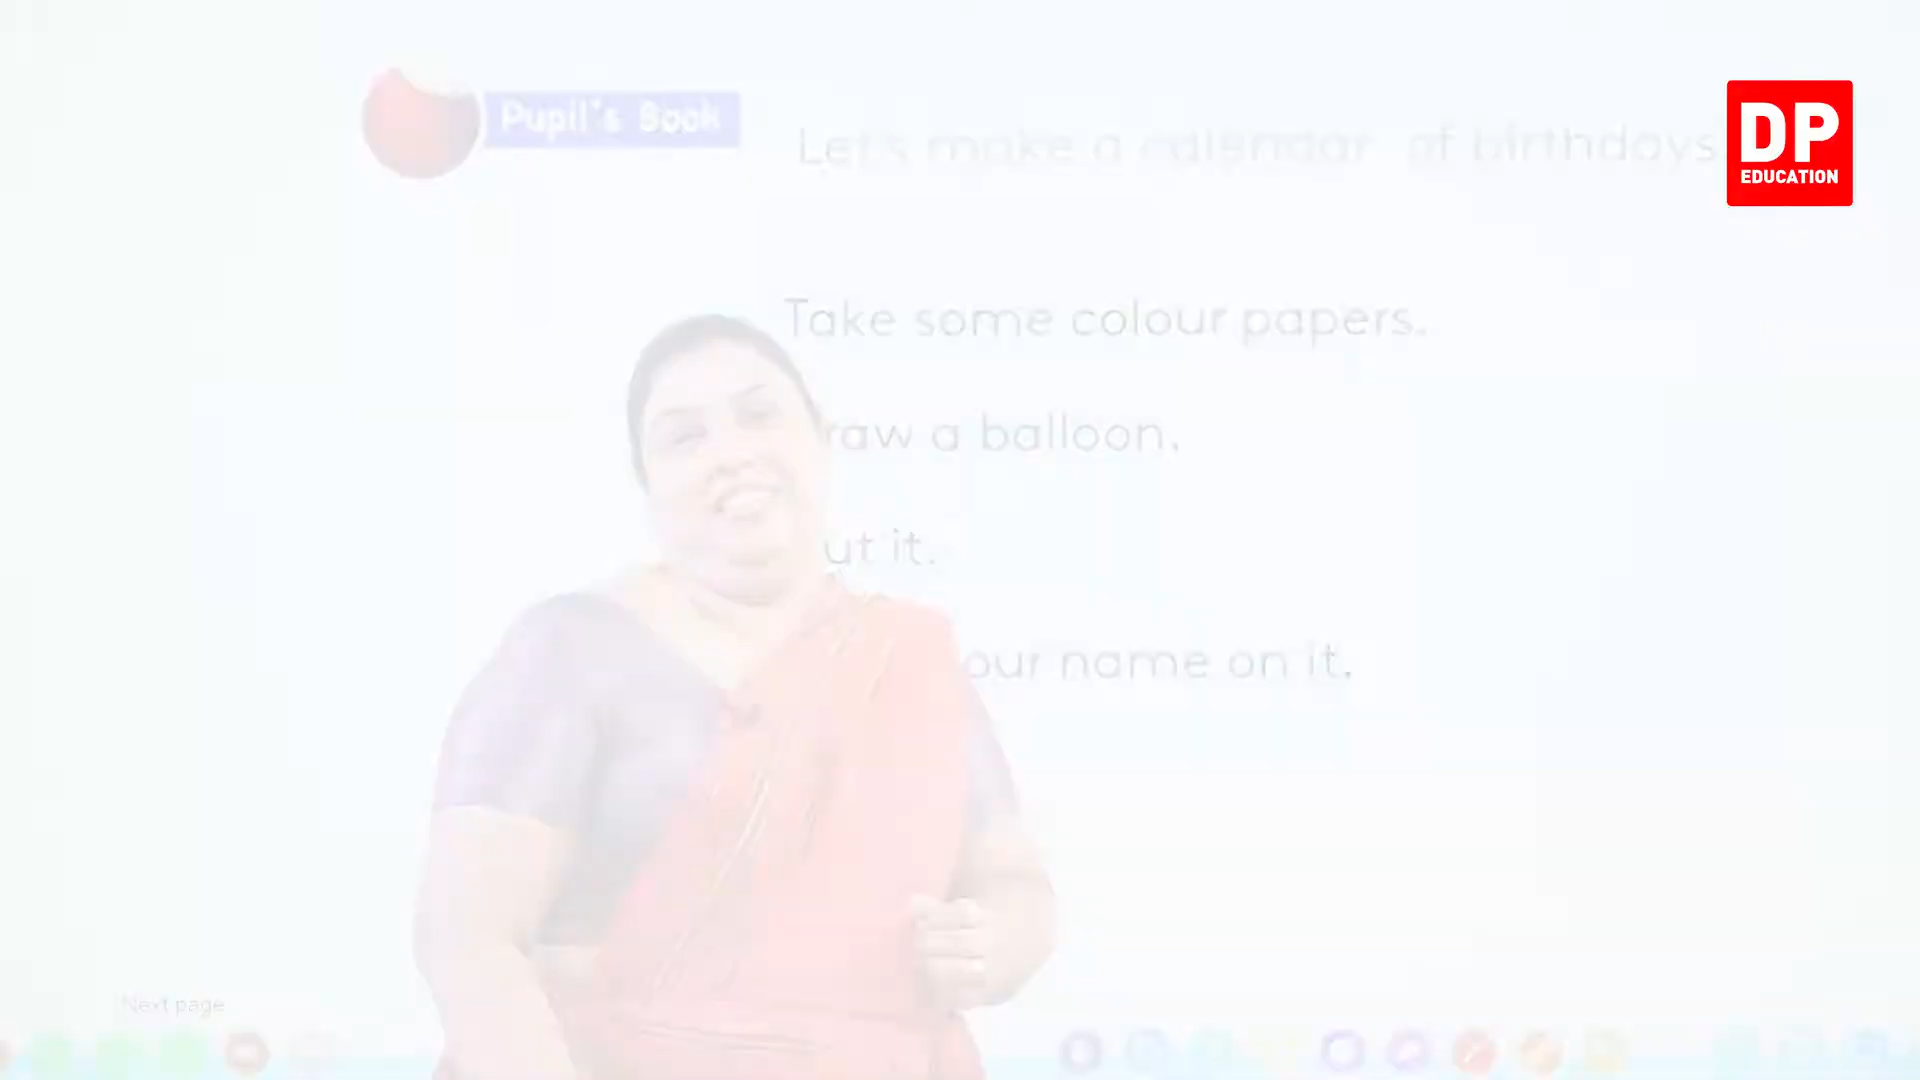 Pupil's Book
Let's make a calendar of birthdays
DP
EDUCATION
Take some colour papers.
raw a balloon.
ut it.
our name on it.
Next page